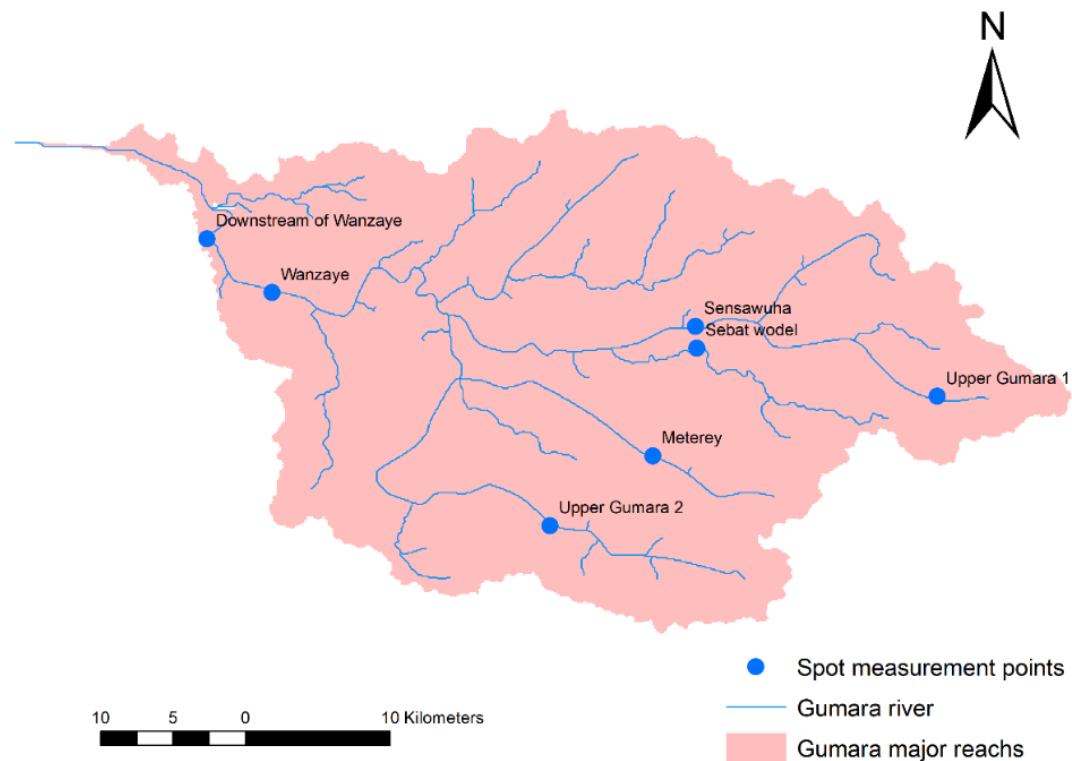 N
Downstream of Wanzaye
Wanzaye
Sensawuha
Sebat wodel
Upper Gumara 1
Meterey
Upper Gumara 2
Spot measurement points
Gumara river
Gumara major reachs
10 5 0 10 Kilometers